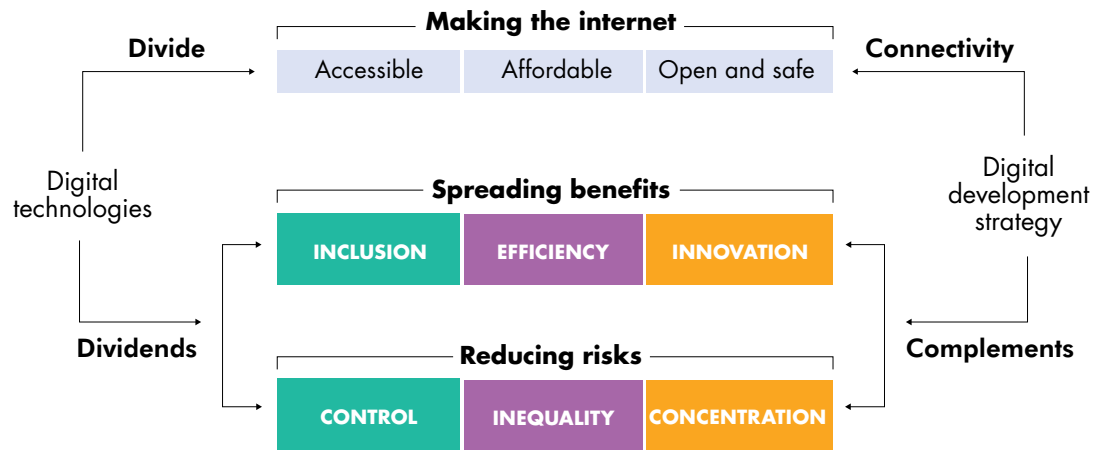 Making the internet
Divide
Connectivity
Accessible
Affordable
Open and safe
Digital
technologies
Digital
development
strategy
Spreading benefits
INCLUSION
EFFICIENCY
INNOVATION
Dividends
Complements
Reducing risks
CONTROL
INEQUALITY
CONCENTRATION